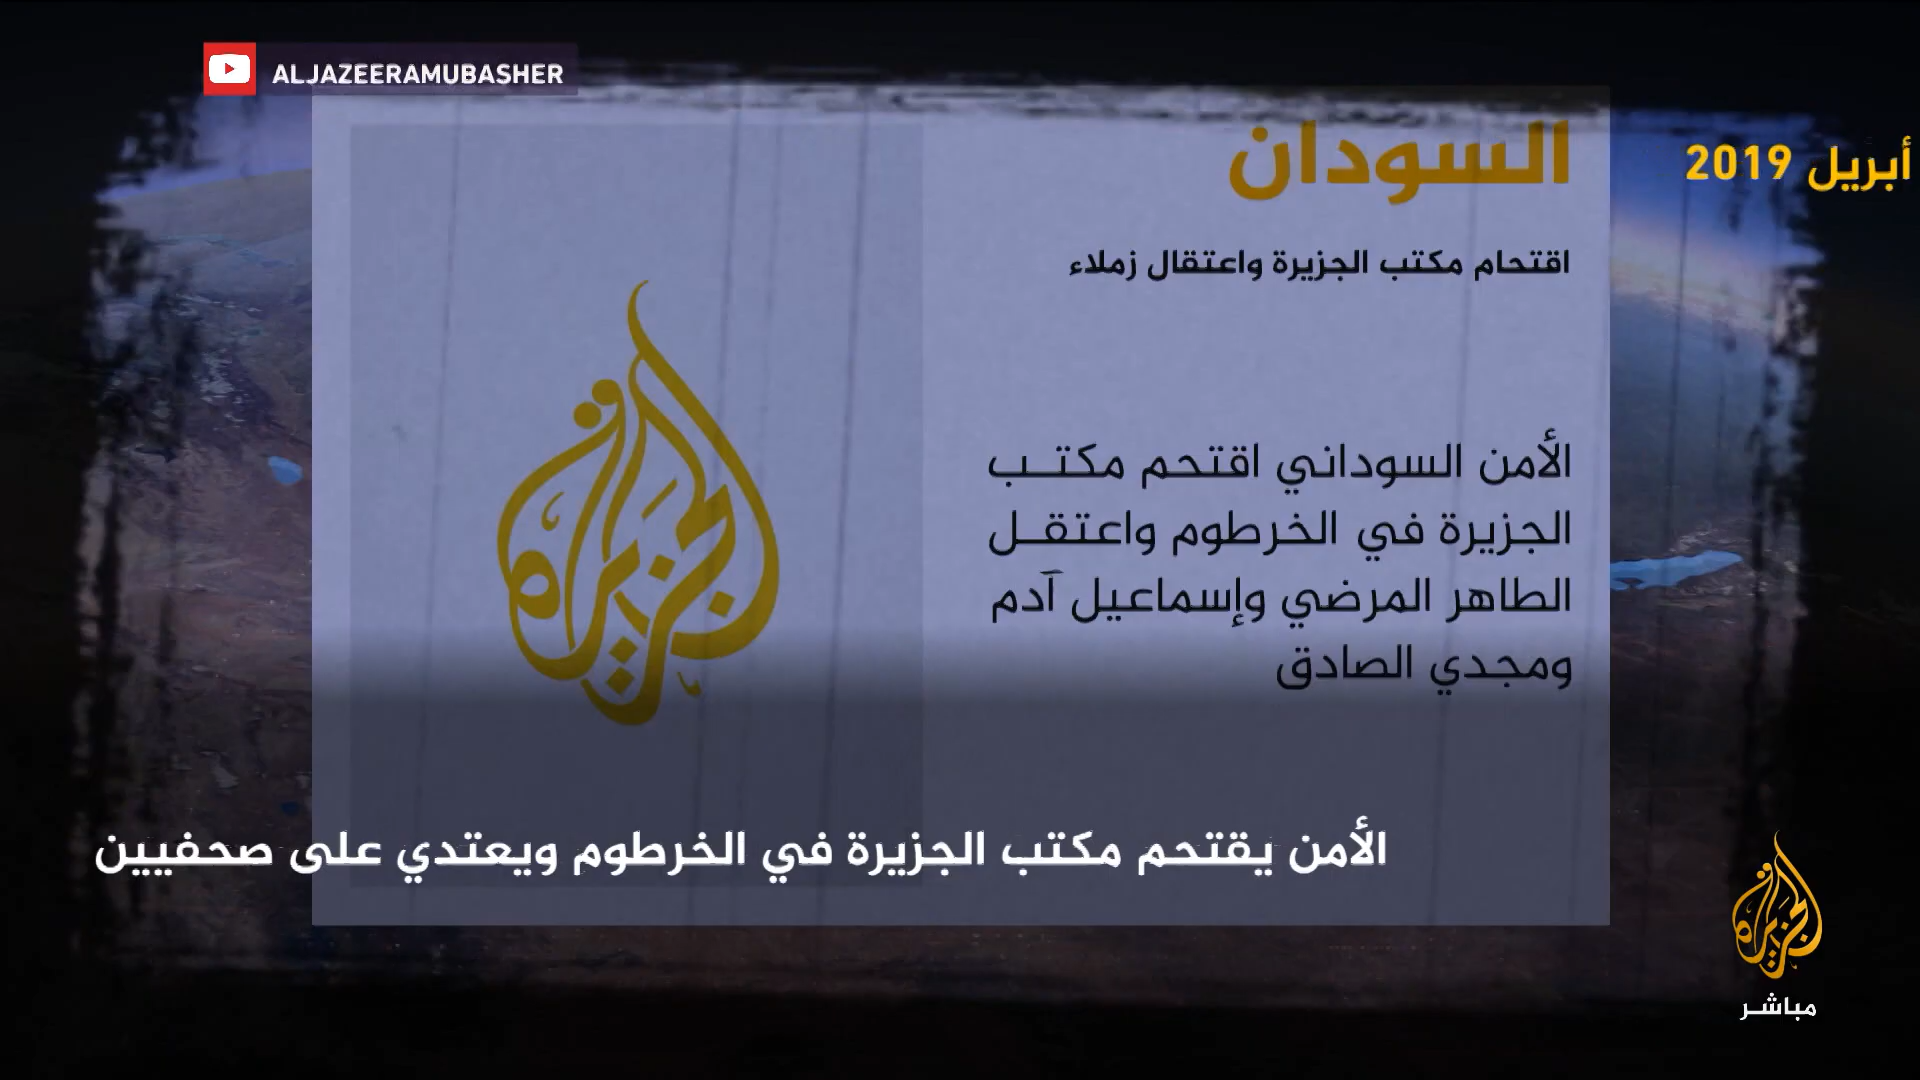 ALJAZEERAMUBASHER
أبريل 2019
السودان
اقتحام مكتب الجزيرة واعتقال زملاء
الأمن السوداني اقتحم مكتب
الجزيرة في الخرطوم واعتقل
الطاهر المرضي وإسماعيل آدم
ومجدي الصادق
الجزيرة
الأمن يقتحم مكتب الجزيرة في الخرطوم ويعتدي على صحفيين
الجزيرة
مباشر